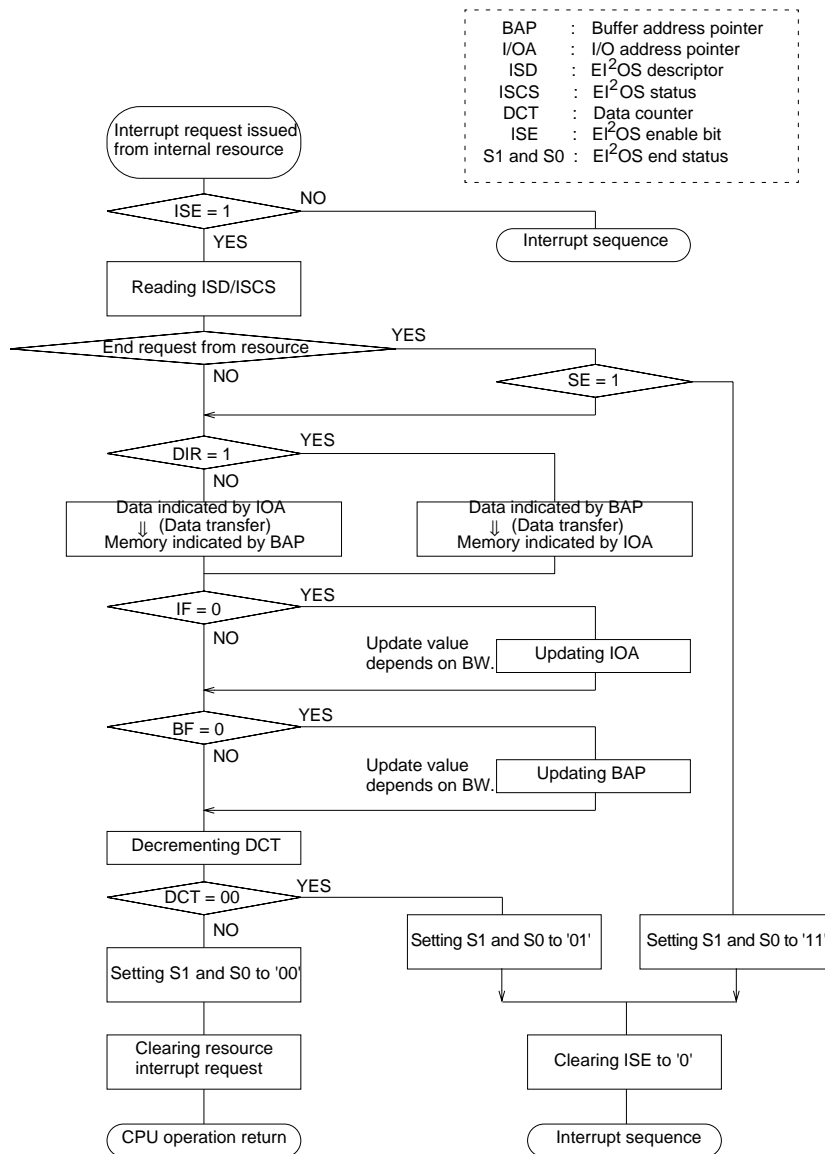 BAP : Buffer address pointer
I/OA : I/O address pointer
ISD : EI²OS descriptor
ISCS : EI²OS status
DCT : Data counter
ISE : EI²OS enable bit
S1 and S0 : EI²OS end status
Interrupt request issued
from internal resource
ISE = 1
NO
YES
Interrupt sequence
Reading ISD/ISCS
End request from resource
YES
NO
SE = 1
DIR = 1
YES
NO
Data indicated by IOA
⇓ (Data transfer)
Memory indicated by BAP
Data indicated by BAP
⇓ (Data transfer)
Memory indicated by IOA
IF = 0
YES
NO
Update value
depends on BW.
Updating IOA
BF = 0
YES
NO
Update value
depends on BW.
Updating BAP
Decrementing DCT
DCT = 00
YES
NO
Setting S1 and S0 to '00'
Setting S1 and S0 to '01'
Setting S1 and S0 to '11'
Clearing resource
interrupt request
Clearing ISE to '0'
CPU operation return
Interrupt sequence